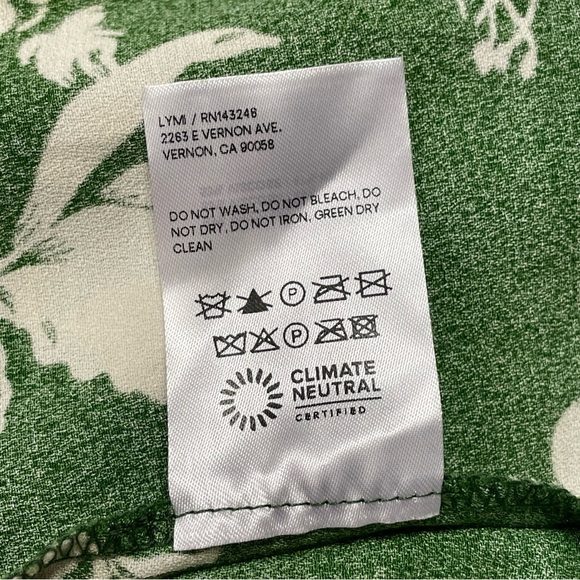 LYMI / RN143248
2263 E VERNON AVE.
VERNON, CA 90058
DO NOT WASH, DO NOT BLEACH, DO
NOT DRY, DO NOT IRON, GREEN DRY
CLEAN
P
P
CLIMATE
NEUTRAL
CERTIFIED